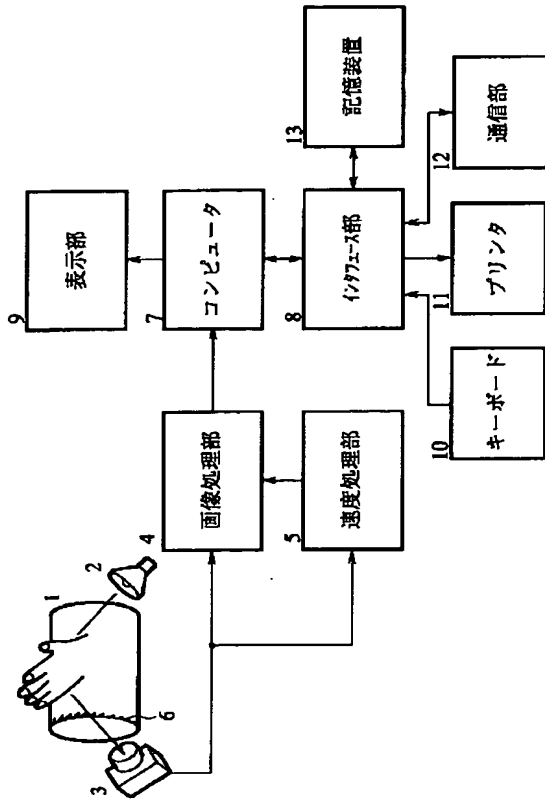 1
2
3
6
4
画像処理部
5
速度処理部
9
表示部
7
コンピュータ
8
インタフェース部
13
記憶装置
10
キーボード
11
プリンタ
12
通信部